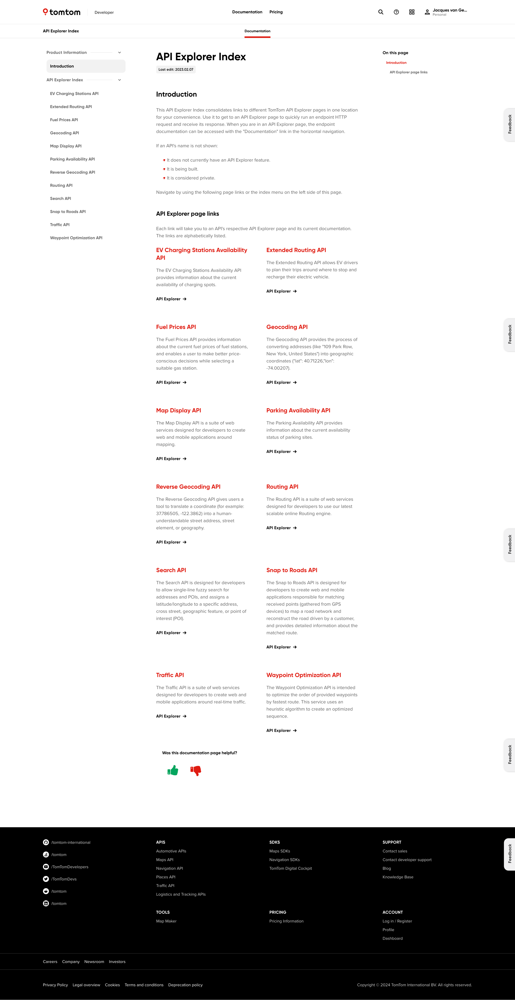 tomtom
Developer
Documentation
Pricing
Jacques van Ge...
Personal
API Explorer Index
Documentation
Product Information
Introduction
API Explorer Index
EV Charging Stations API
Extended Routing API
Fuel Prices API
Geocoding API
Map Display API
Parking Availability API
Reverse Geocoding API
Routing API
Search API
Snap to Roads API
Traffic API
Waypoint Optimization API
API Explorer Index
Last edit: 2023.02.07
Introduction
This API Explorer Index consolidates links to different TomTom API Explorer pages in one location
for your convenience. Use it to get to an API Explorer page to quickly run an endpoint HTTP
request and receive its response. When you are in an API Explorer page, the endpoint
documentation can be accessed with the "Documentation" link in the horizontal navigation.
If an API's name is not shown:
It does not currently have an API Explorer feature.
It is being built.
It is considered private.
Navigate by using the following page links or the index menu on the left side of this page.
API Explorer page links
Each link will take you to an API's respective API Explorer page and its current documentation.
The links are alphabetically listed.
EV Charging Stations Availability
API
The EV Charging Stations Availability API
provides information about the current
availability of charging spots.
API Explorer
Extended Routing API
The Extended Routing API allows EV drivers
to plan their trips around where to stop and
recharge their electric vehicle.
API Explorer
Fuel Prices API
The Fuel Prices API provides information
about the current fuel prices of fuel stations,
and enables a user to make better price-
conscious decisions while selecting a
suitable gas station.
API Explorer
Geocoding API
The Geocoding API provides the process of
converting addresses (like "109 Park Row,
New York, United States") into geographic
coordinates ("lat": 40.71226,"lon":
-74.00207).
API Explorer
Map Display API
The Map Display API is a suite of web
services designed for developers to create
web and mobile applications around
mapping.
API Explorer
Parking Availability API
The Parking Availability API provides
information about the current availability
status of parking sites.
API Explorer
Reverse Geocoding API
The Reverse Geocoding API gives users a
tool to translate a coordinate (for example:
37.786505, -122.3862) into a human-
understandable street address, street
element, or geography.
API Explorer
Routing API
The Routing API is a suite of web services
designed for developers to use our latest
scalable online Routing engine.
API Explorer
Search API
The Search API is designed for developers
to allow single-line fuzzy search for
addresses and POIs, and assigns a
latitude/longitude to a specific address,
cross street, geographic feature, or point of
interest (POI).
API Explorer
Snap to Roads API
The Snap to Roads API is designed for
developers to create web and mobile
applications responsible for matching
received points (gathered from GPS
devices) to map a road network and
reconstruct the road driven by a customer,
and provides detailed information about the
matched route.
API Explorer
Traffic API
The Traffic API is a suite of web services
designed for developers to create web and
mobile applications around real-time traffic.
API Explorer
Waypoint Optimization API
The Waypoint Optimization API is intended
to optimize the order of provided waypoints
by fastest route. This service uses an
heuristic algorithm to create an optimized
sequence.
API Explorer
Was this documentation page helpful?
On this page
Introduction
API Explorer page links
Feedback
Feedback
Feedback
Feedback
Feedback
/tomtom-international
/tomtom
/TomTomDevelopers
/TomTomDevs
/tomtom
/tomtom
APIS
Automotive APIs
Maps API
Navigation API
Places API
Traffic API
Logistics and Tracking APIs
SDKS
Maps SDKs
Navigation SDKs
TomTom Digital Cockpit
SUPPORT
Contact sales
Contact developer support
Blog
Knowledge Base
TOOLS
Map Maker
PRICING
Pricing Information
ACCOUNT
Log in / Register
Profile
Dashboard
Careers Company Newsroom Investors
Privacy Policy Legal overview Cookies Terms and conditions Deprecation policy
Copyright © 2024 TomTom International BV. All rights reserved.